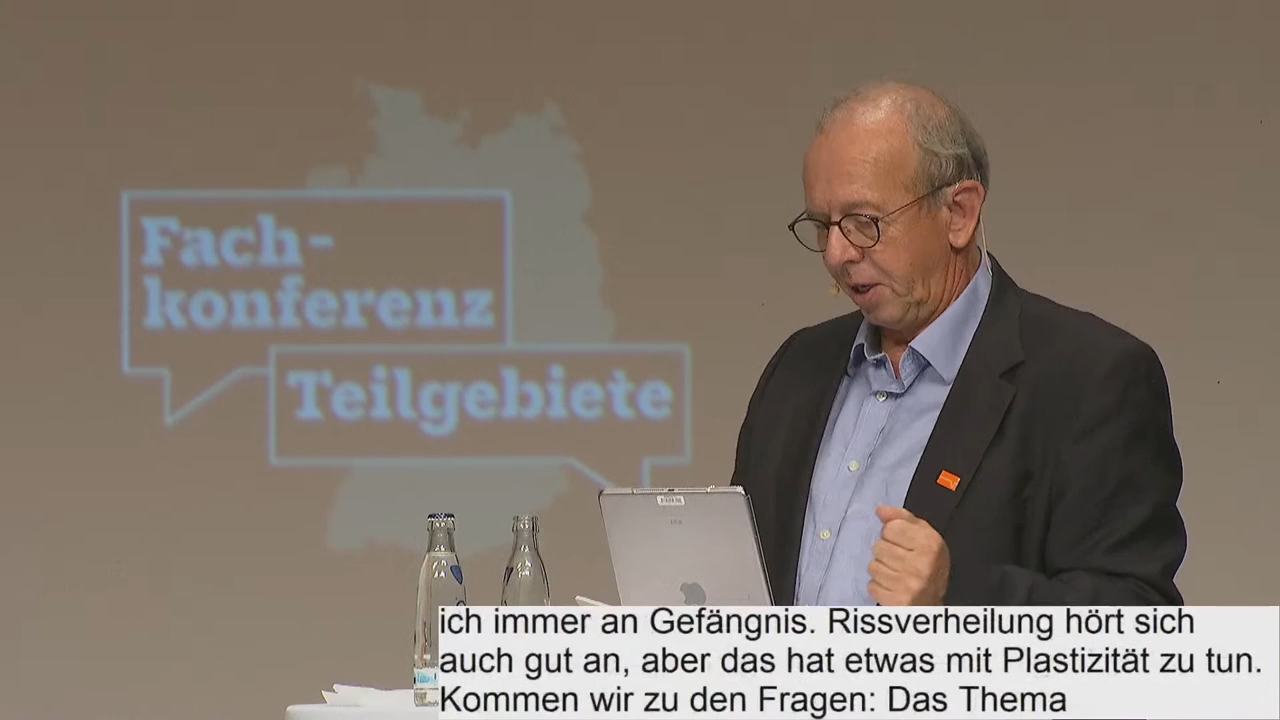 Fach-
konferenz
Teilgebiete
ich immer an Gefängnis. Rissverheilung hört sich
auch gut an, aber das hat etwas mit Plastizität zu tun.
Kommen wir zu den Fragen: Das Thema